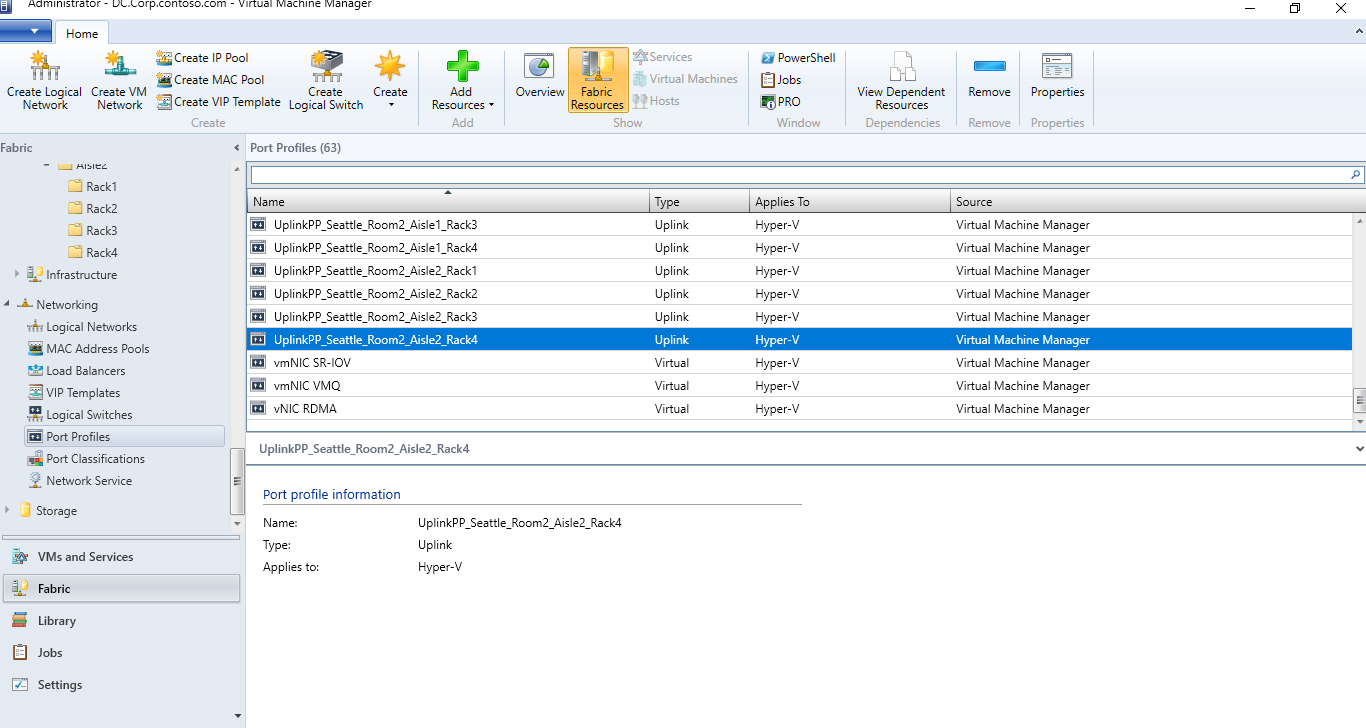 Administrator - DC.Corp.contoso.com - Virtual Machine Manager
Home
Create Logical Network
Create VM Network
Create IP Pool
Create MAC Pool
Create VIP Template
Create Logical Switch
Create
Create
Add Resources
Add
Overview
Fabric Resources
Services
Virtual Machines
Hosts
Show
PowerShell
Jobs
PRO
Window
View Dependent Resources
Dependencies
Remove
Remove
Properties
Properties
Fabric
Aisle2
Rack1
Rack2
Rack3
Rack4
Infrastructure
Networking
Logical Networks
MAC Address Pools
Load Balancers
VIP Templates
Logical Switches
Port Profiles
Port Classifications
Network Service
Storage
VMs and Services
Fabric
Library
Jobs
Settings
Port Profiles (63)
Name Type Applies To Source
UplinkPP_Seattle_Room2_Aisle1_Rack3 Uplink Hyper-V Virtual Machine Manager
UplinkPP_Seattle_Room2_Aisle1_Rack4 Uplink Hyper-V Virtual Machine Manager
UplinkPP_Seattle_Room2_Aisle2_Rack1 Uplink Hyper-V Virtual Machine Manager
UplinkPP_Seattle_Room2_Aisle2_Rack2 Uplink Hyper-V Virtual Machine Manager
UplinkPP_Seattle_Room2_Aisle2_Rack3 Uplink Hyper-V Virtual Machine Manager
UplinkPP_Seattle_Room2_Aisle2_Rack4 Uplink Hyper-V Virtual Machine Manager
vmNIC SR-IOV Virtual Hyper-V Virtual Machine Manager
vmNIC VMQ Virtual Hyper-V Virtual Machine Manager
vNIC RDMA Virtual Hyper-V Virtual Machine Manager
UplinkPP_Seattle_Room2_Aisle2_Rack4
Port profile information
Name: UplinkPP_Seattle_Room2_Aisle2_Rack4
Type: Uplink
Applies to: Hyper-V